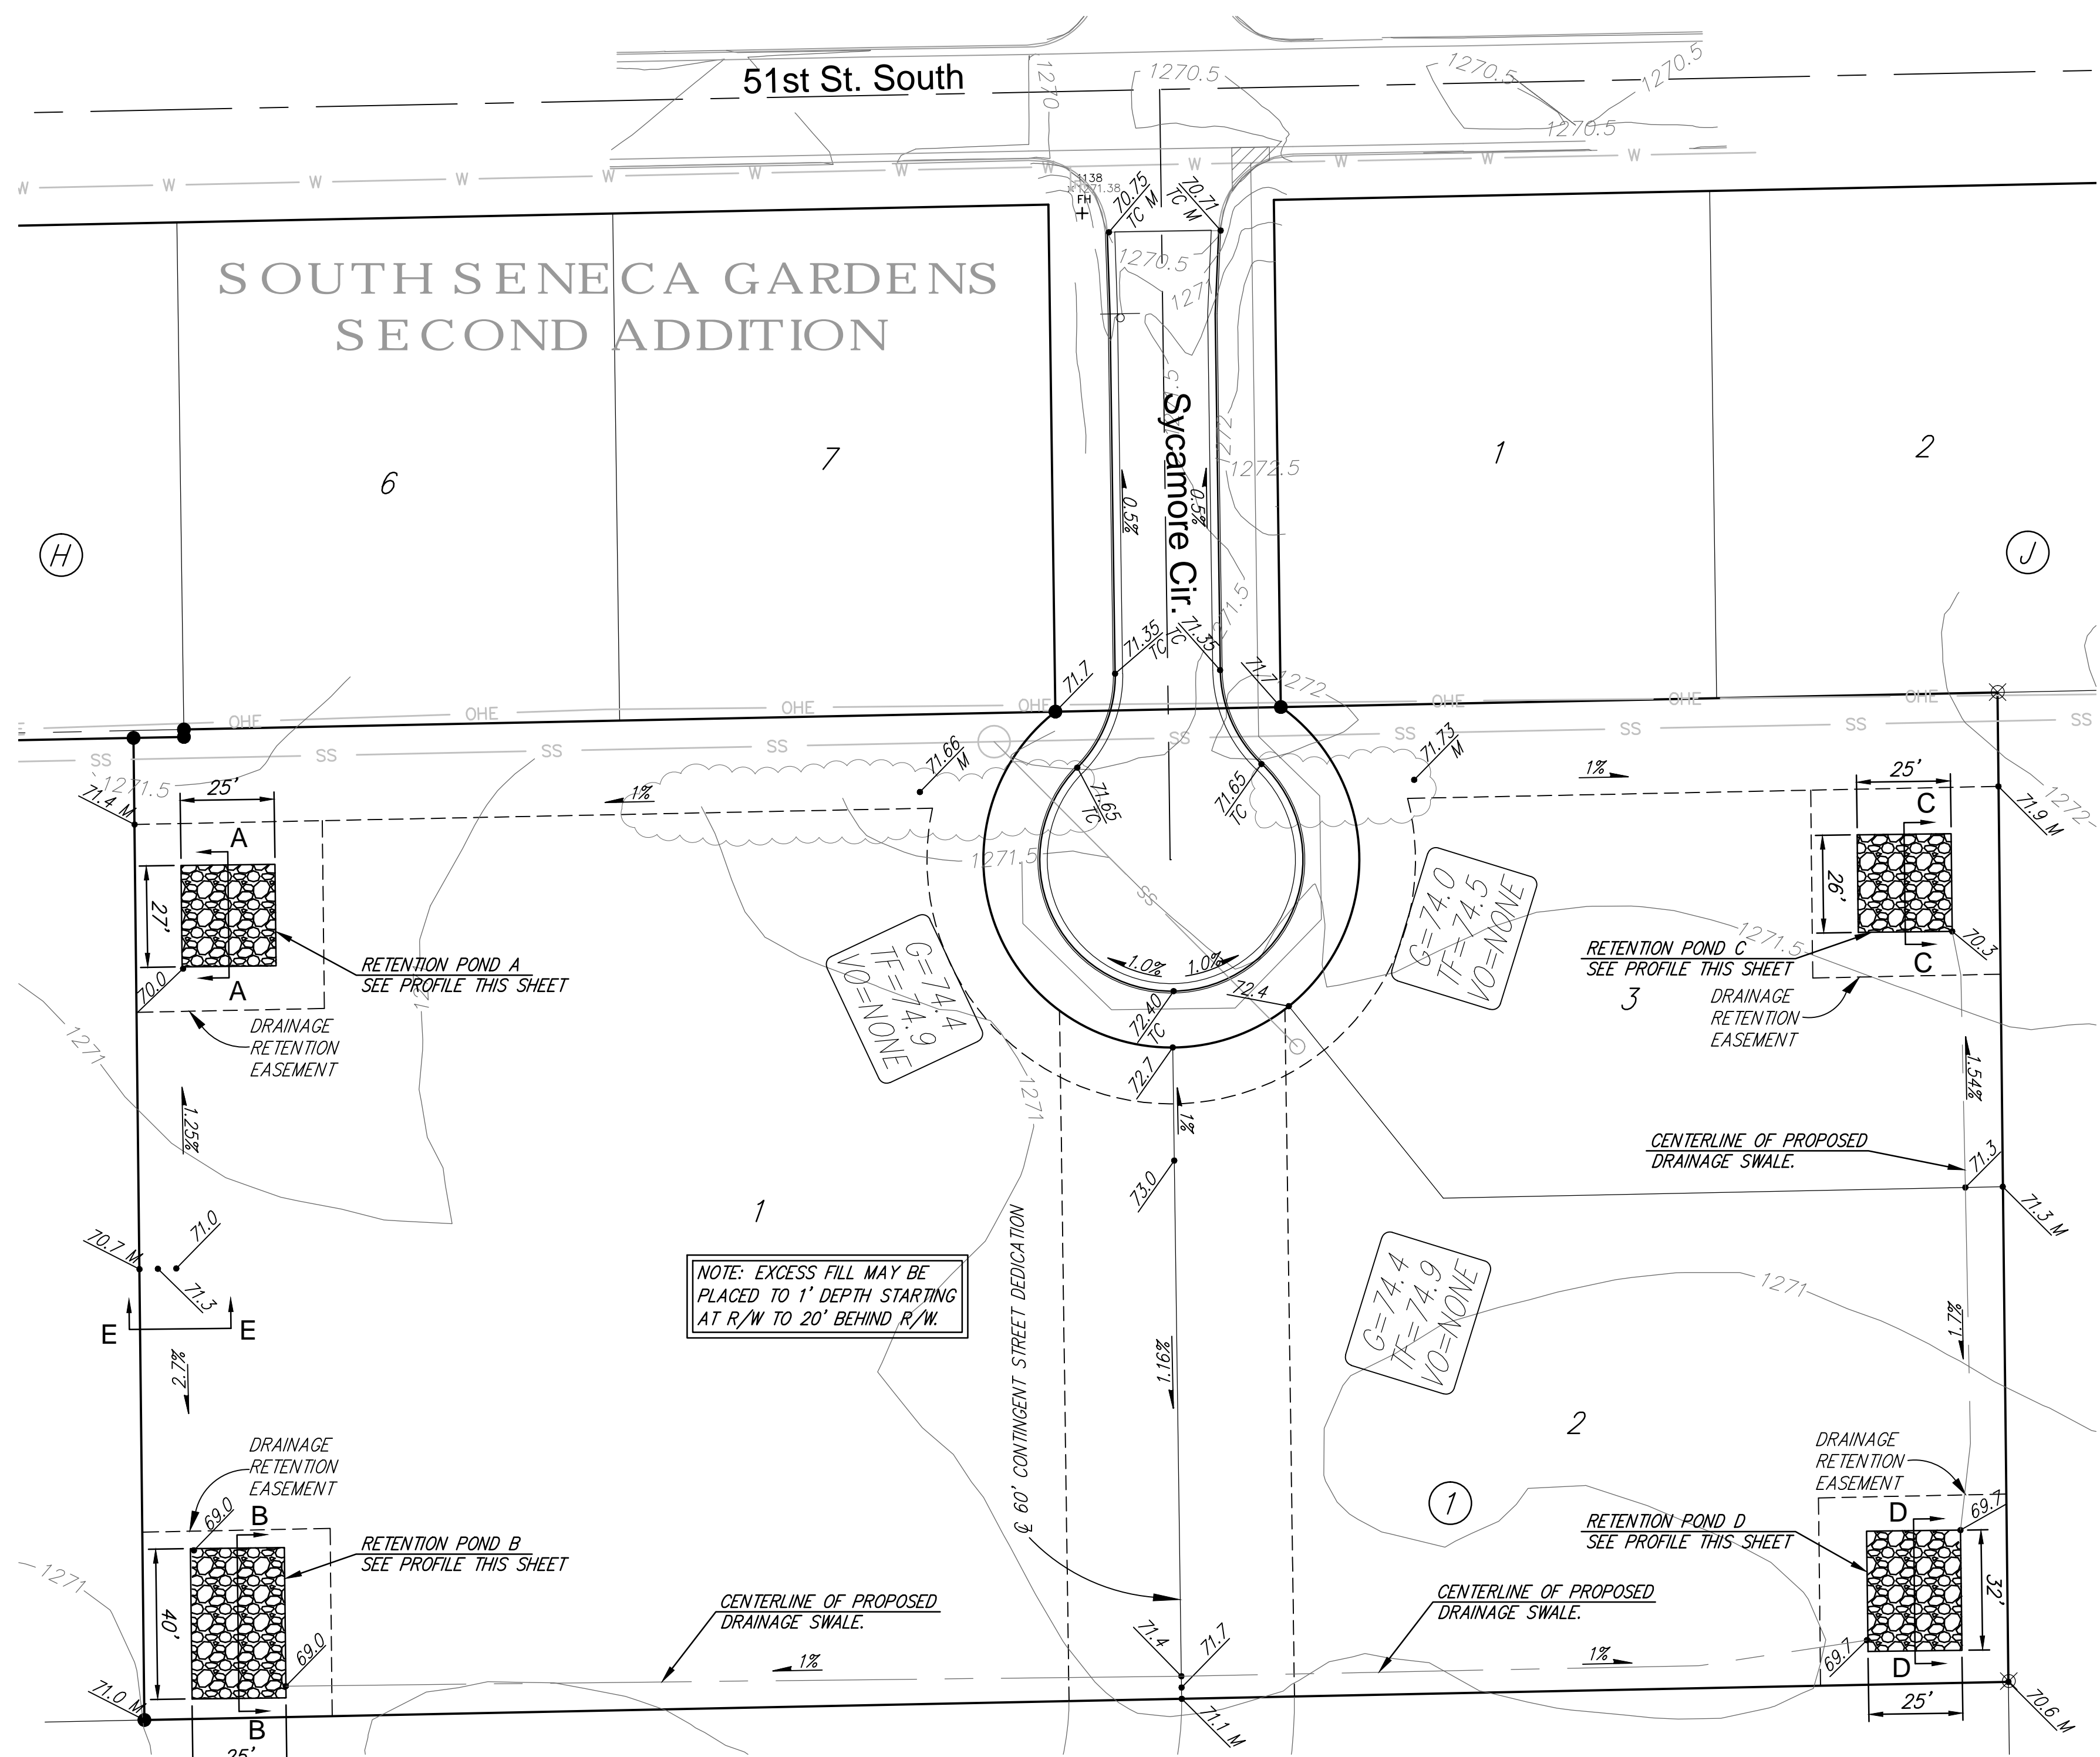 51st St. South
1270
1270.5
1270.5
1270.5
1270.5
W W W W W W W W W W W W
1138
1271.38
FH
70.75
TC M
70.71
TC M
SOUTH SENECA GARDENS
SECOND ADDITION
1270.5
1271
Sycamore Cir.
1272
1272.5
6
7
1
2
0.5%
0.5%
H
J
1271.5
71.35
TC
71.35
TC
71.7
71.7
1272
OHE OHE OHE OHE OHE OHE OHE
SS SS SS SS SS SS SS SS
1271.5
71.4 M
25'
1%
71.66
M
71.65
TC
71.65
TC
71.73
M
1%
25'
71.9 M
1272
A
C
27'
26'
1271.5
SS
1271.5
G=74.4
TF=74.9
VO=NONE
G=74.0
TF=74.5
VO=NONE
RETENTION POND A
SEE PROFILE THIS SHEET
70.0
A
RETENTION POND C
SEE PROFILE THIS SHEET
70.3
C
3
1.0%
1.0%
72.40
TC
72.4
DRAINAGE
RETENTION
EASEMENT
DRAINAGE
RETENTION
EASEMENT
1271
1271
72.7
1%
1.25%
1.54%
CENTERLINE OF PROPOSED
DRAINAGE SWALE.
71.3
73.0
71.3 M
1
70.7 M
71.0
71.3
E
E
NOTE: EXCESS FILL MAY BE
PLACED TO 1' DEPTH STARTING
AT R/W TO 20' BEHIND R/W.
℄ 60' CONTINGENT STREET DEDICATION
G=74.4
TF=74.9
VO=NONE
1271
2.7%
1.16%
1.7%
2
1
DRAINAGE
RETENTION
EASEMENT
DRAINAGE
RETENTION
EASEMENT
69.0
B
RETENTION POND B
SEE PROFILE THIS SHEET
RETENTION POND D
SEE PROFILE THIS SHEET
D
69.7
1271
40'
32'
CENTERLINE OF PROPOSED
DRAINAGE SWALE.
CENTERLINE OF PROPOSED
DRAINAGE SWALE.
69.0
71.4
71.7
1%
1%
69.7
D
71.0 M
B
71.1 M
25'
70.6 M
25'